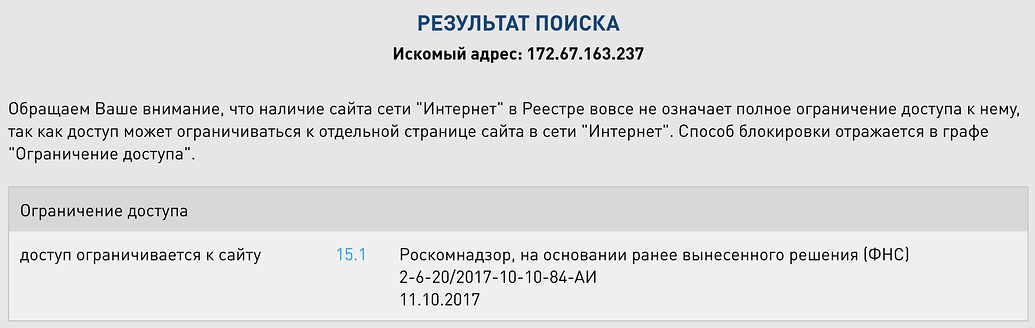 РЕЗУЛЬТАТ ПОИСКА
Искомый адрес: 172.67.163.237
Обращаем Ваше внимание, что наличие сайта сети "Интернет" в Реестре вовсе не означает полное ограничение доступа к нему,
так как доступ может ограничиваться к отдельной странице сайта в сети "Интернет". Способ блокировки отражается в графе
"Ограничение доступа".
Ограничение доступа
доступ ограничивается к сайту 15.1 Роскомнадзор, на основании ранее вынесенного решения (ФНС)
2-6-20/2017-10-10-84-АИ
11.10.2017